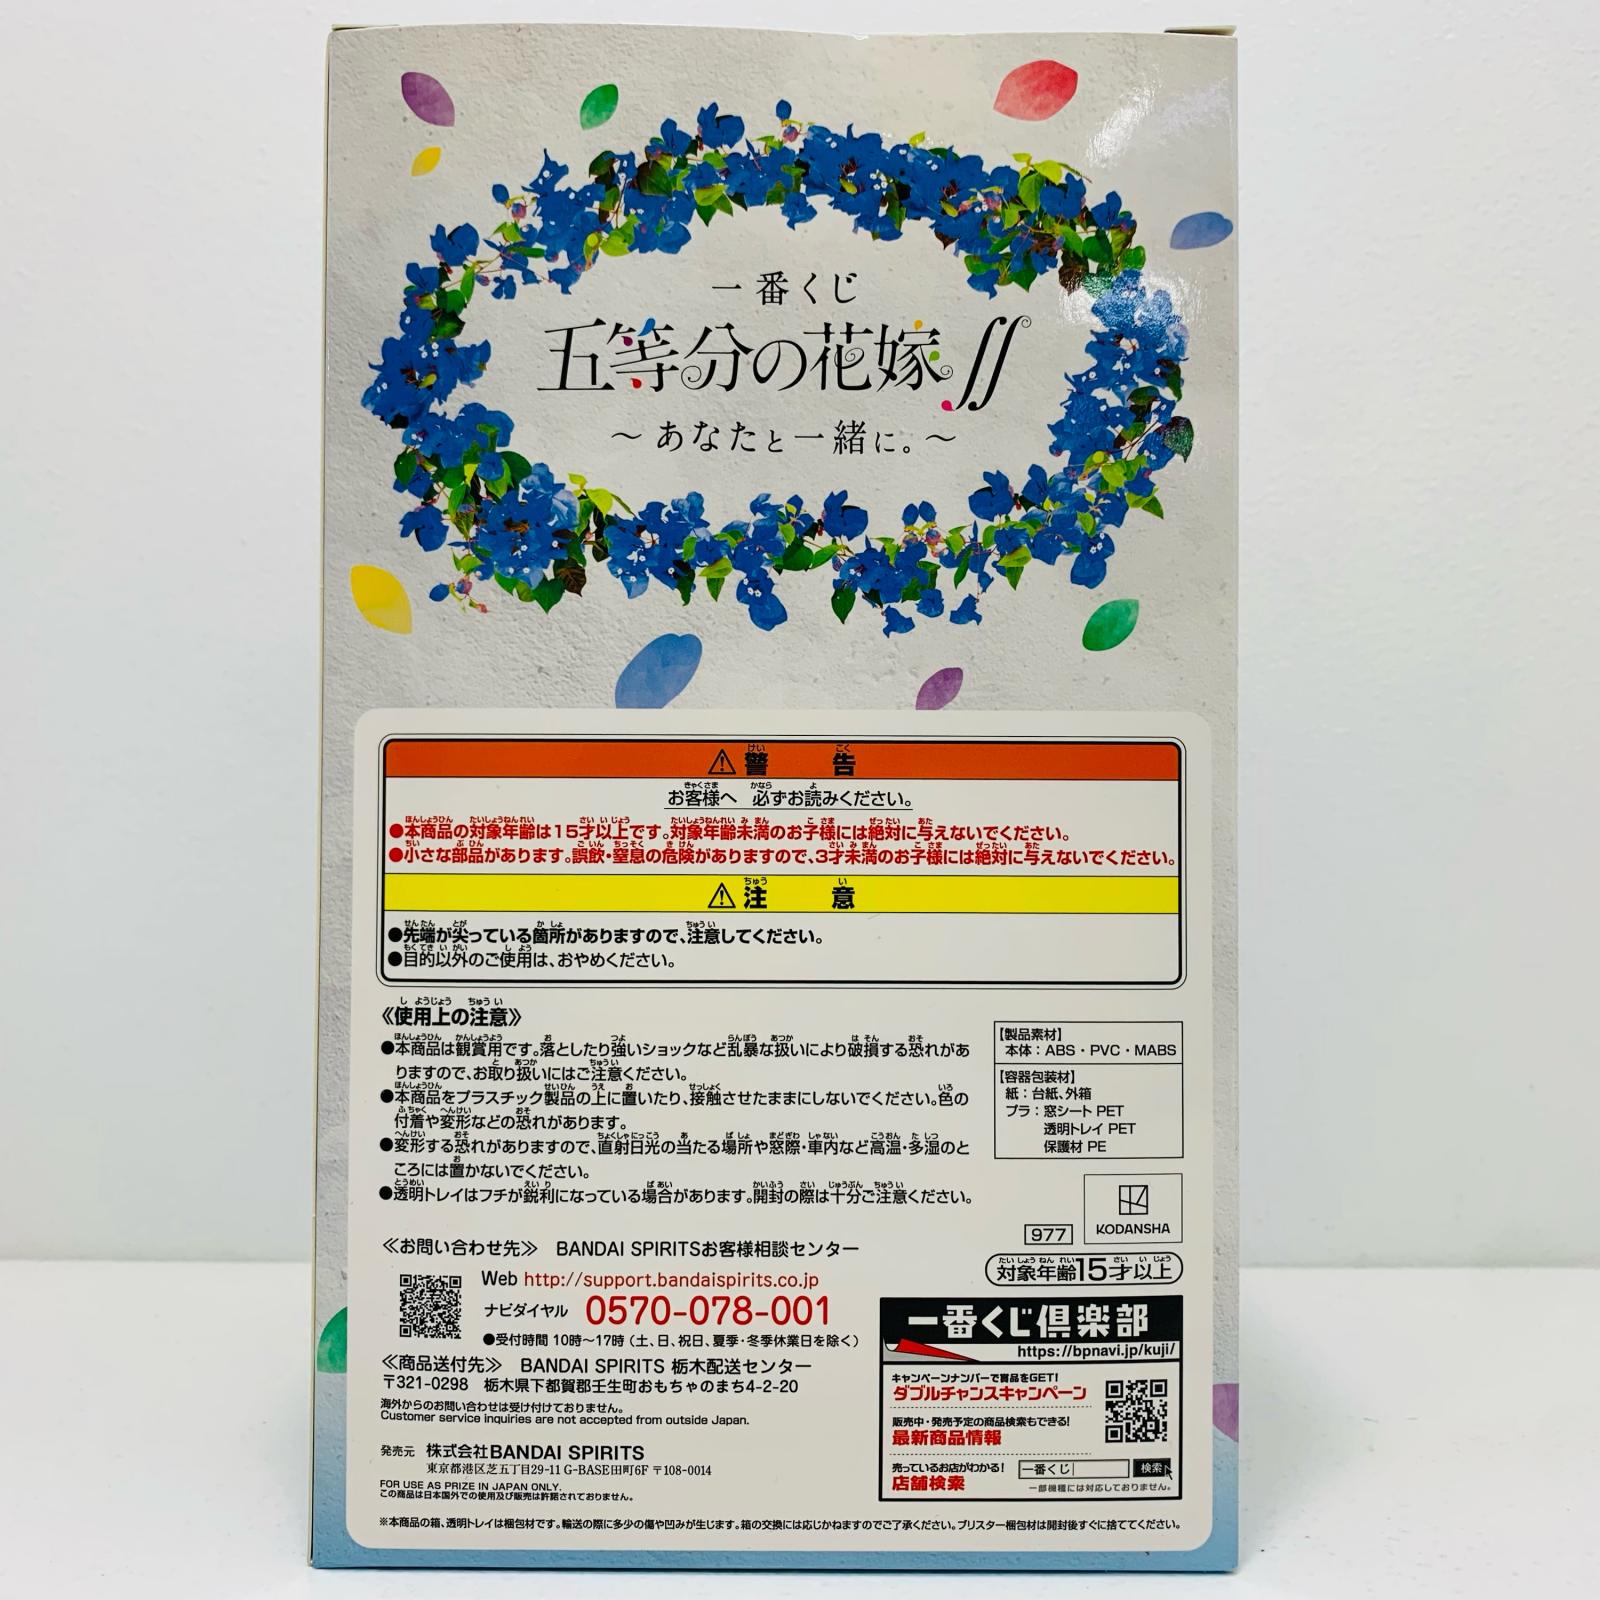 一番くじ
五等分の花嫁∬
～あなたと一緒に。～
⚠警告
お客様へ 必ずお読みください。
●本商品の対象年齢は15才以上です。対象年齢未満のお子様には絶対に与えないでください。
●小さな部品があります。誤飲・窒息の危険がありますので、3才未満のお子様には絶対に与えないでください。
⚠注意
●先端が尖っている箇所がありますので、注意してください。
●目的以外のご使用は、おやめください。
《使用上の注意》
●本商品は観賞用です。落としたり強いショックなど乱暴な扱いにより破損する恐れがあ
りますので、お取り扱いにはご注意ください。
●本商品をプラスチック製品の上に置いたり、接触させたままにしないでください。色の
付着や変形などの恐れがあります。
●変形する恐れがありますので、直射日光の当たる場所や窓際・車内など高温・多湿のと
ころには置かないでください。
●透明トレイはフチが鋭利になっている場合があります。開封の際は十分ご注意ください。
【製品素材】
本体：ABS・PVC・MABS
【容器包装材】
紙：台紙、外箱
プラ：窓シート PET
透明トレイ PET
保護材 PE
KODANSHA
977
対象年齢15才以上
≪お問い合わせ先≫ BANDAI SPIRITSお客様相談センター
Web http://support.bandaispirits.co.jp
ナビダイヤル 0570-078-001
●受付時間 10時～17時（土、日、祝日、夏季・冬季休業日を除く）
≪商品送付先≫ BANDAI SPIRITS 栃木配送センター
〒321-0298 栃木県下都賀郡壬生町おもちゃのまち4-2-20
海外からのお問い合わせは受け付けておりません。
Customer service inquiries are not accepted from outside Japan.
発売元 株式会社BANDAI SPIRITS
東京都港区芝五丁目29-11 G-BASE田町6F 〒108-0014
FOR USE AS PRIZE IN JAPAN ONLY.
この商品は日本国外での使用及び販売は許諾されておりません。
一番くじ倶楽部
https://bpnavi.jp/kuji/
キャンペーンナンバーで賞品をGET!
ダブルチャンスキャンペーン
販売中・発売予定の商品検索もできる!
最新商品情報
売っているお店がわかる!
店舗検索
一番くじ 検索
一部機種には対応しておりません。
※本商品の箱、透明トレイは梱包材です。輸送の際に多少の傷や凹みが生じます。箱の交換には応じかねますのでご了承ください。ブリスター梱包材は開封後すぐに捨ててください。